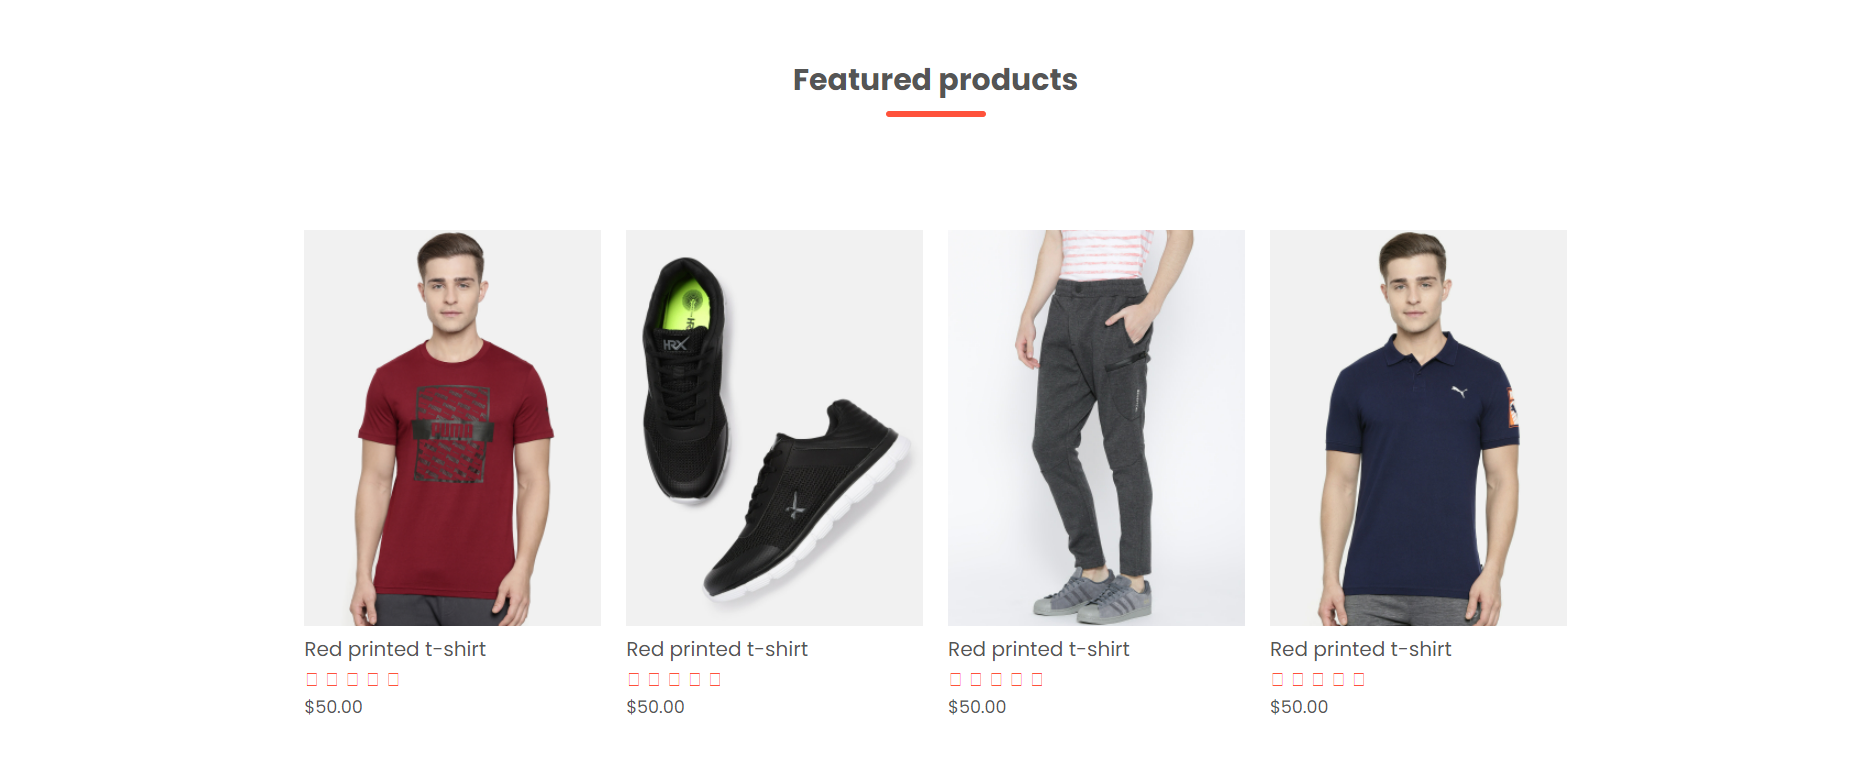 Featured products
HRX
Red printed t-shirt
$50.00
Red printed t-shirt
$50.00
Red printed t-shirt
$50.00
Red printed t-shirt
$50.00